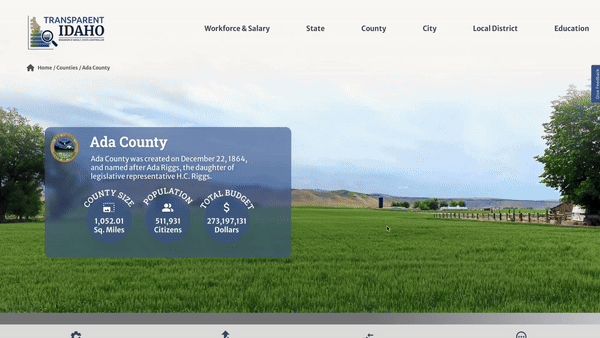 TRANSPARENT
IDAHO
Workforce & Salary
State
County
City
Local District
Education
Home / Counties / Ada County
Give Feedback
Ada County
Ada County was created on December 22, 1864,
and named after Ada Riggs, the daughter of
legislative representative H.C. Riggs.
COUNTY SIZE
POPULATION
TOTAL BUDGET
1,052.01
Sq. Miles
511,931
Citizens
$
273,197,131
Dollars